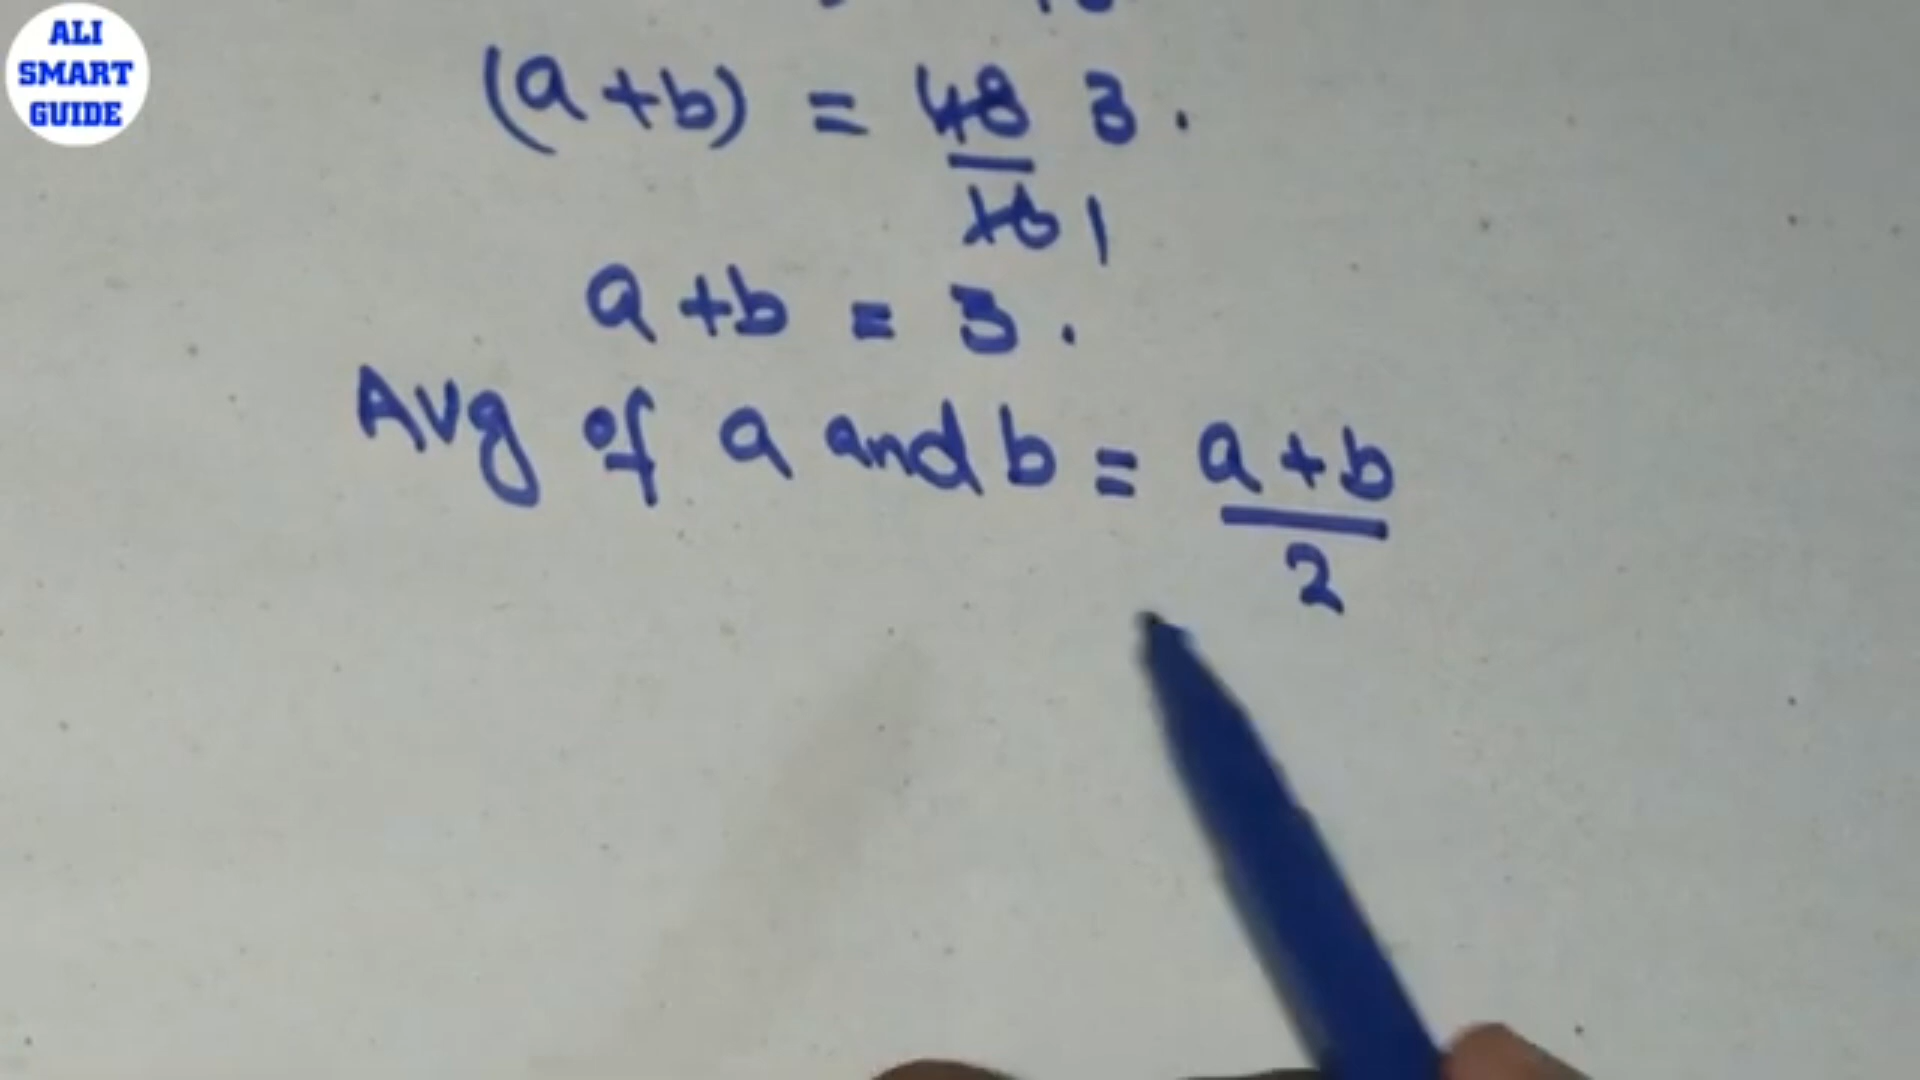 ALI
SMART
GUIDE
(a+b) = 48 3.
16 1
a+b = 3.
Avg of a and b = a+b
2